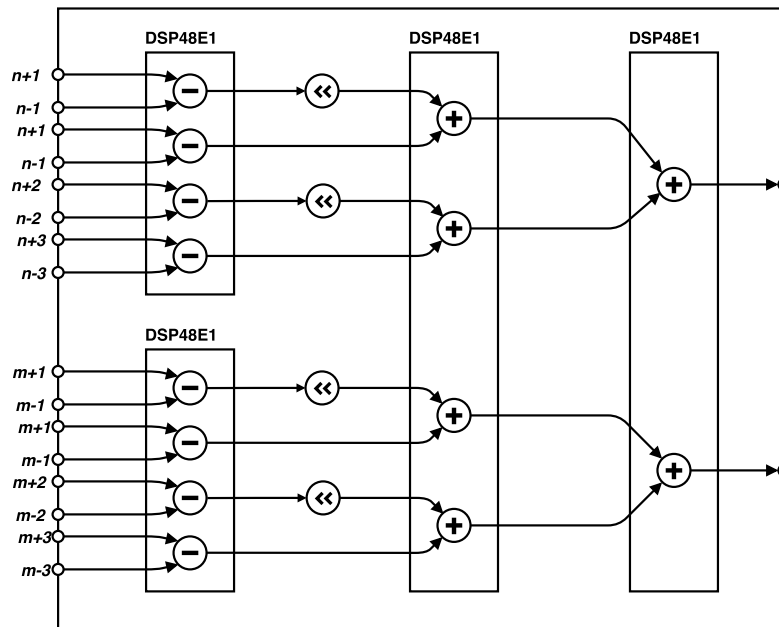 DSP48E1 DSP48E1 DSP48E1
n+1
n-1
n+1
n-1
n+2
n-2
n+3
n-3
DSP48E1
m+1
m-1
m+1
m-1
m+2
m-2
m+3
m-3